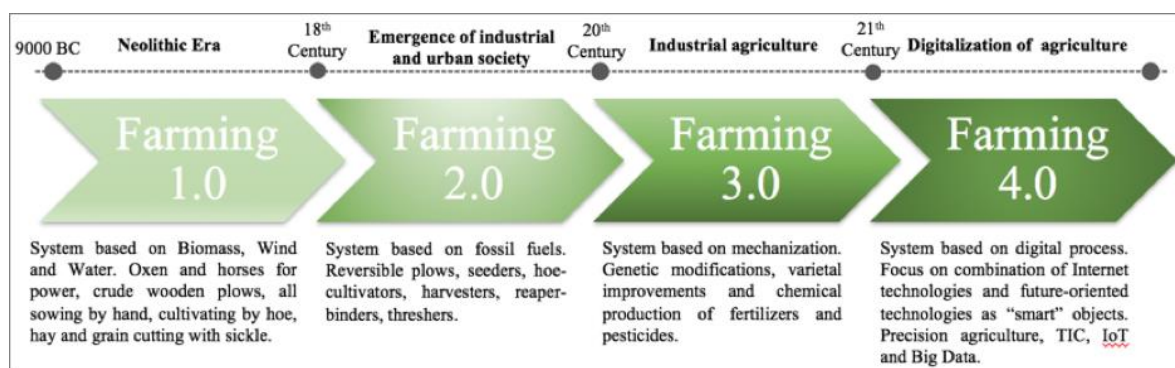 9000 BC
Neolithic Era
18th
Century
Emergence of industrial
and urban society
20th
Century
Industrial agriculture
21th
Century
Digitalization of agriculture
Farming
1.0
Farming
2.0
Farming
3.0
Farming
4.0
System based on Biomass, Wind
and Water. Oxen and horses for
power, crude wooden plows, all
sowing by hand, cultivating by hoe,
hay and grain cutting with sickle.
System based on fossil fuels.
Reversible plows, seeders, hoe-
cultivators, harvesters, reaper-
binders, threshers.
System based on mechanization.
Genetic modifications, varietal
improvements and chemical
production of fertilizers and
pesticides.
System based on digital process.
Focus on combination of Internet
technologies and future-oriented
technologies as “smart” objects.
Precision agriculture, TIC, IoT
and Big Data.